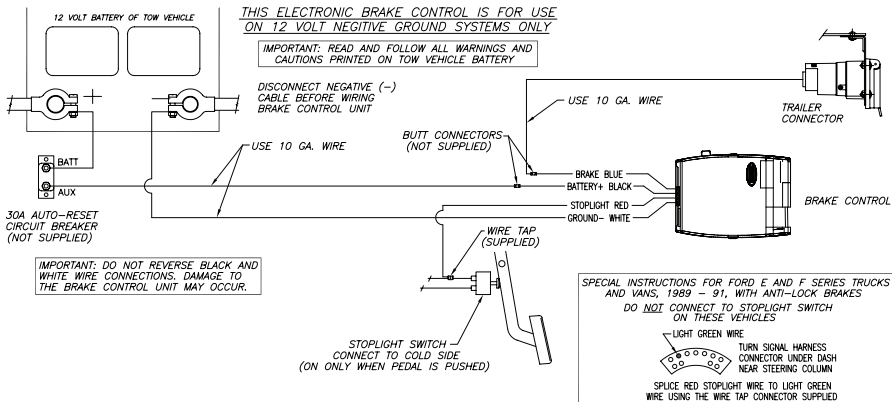 12 VOLT BATTERY OF TOW VEHICLE
THIS ELECTRONIC BRAKE CONTROL IS FOR USE
ON 12 VOLT NEGITIVE GROUND SYSTEMS ONLY
IMPORTANT: READ AND FOLLOW ALL WARNINGS AND
CAUTIONS PRINTED ON TOW VEHICLE BATTERY
DISCONNECT NEGATIVE (-)
CABLE BEFORE WIRING
BRAKE CONTROL UNIT
USE 10 GA. WIRE
TRAILER
CONNECTOR
BUTT CONNECTORS
(NOT SUPPLIED)
USE 10 GA. WIRE
BATT
AUX
30A AUTO-RESET
CIRCUIT BREAKER
(NOT SUPPLIED)
BRAKE BLUE
BATTERY+ BLACK
STOPLIGHT RED
GROUND- WHITE
BRAKE CONTROL
WIRE TAP
(SUPPLIED)
IMPORTANT: DO NOT REVERSE BLACK AND
WHITE WIRE CONNECTIONS. DAMAGE TO
THE BRAKE CONTROL UNIT MAY OCCUR.
STOPLIGHT SWITCH
CONNECT TO COLD SIDE
(ON ONLY WHEN PEDAL IS PUSHED)
SPECIAL INSTRUCTIONS FOR FORD E AND F SERIES TRUCKS
AND VANS, 1989 - 91, WITH ANTI-LOCK BRAKES
DO NOT CONNECT TO STOPLIGHT SWITCH
ON THESE VEHICLES
LIGHT GREEN WIRE
TURN SIGNAL HARNESS
CONNECTOR UNDER DASH
NEAR STEERING COLUMN
SPLICE RED STOPLIGHT WIRE TO LIGHT GREEN
WIRE USING THE WIRE TAP CONNECTOR SUPPLIED